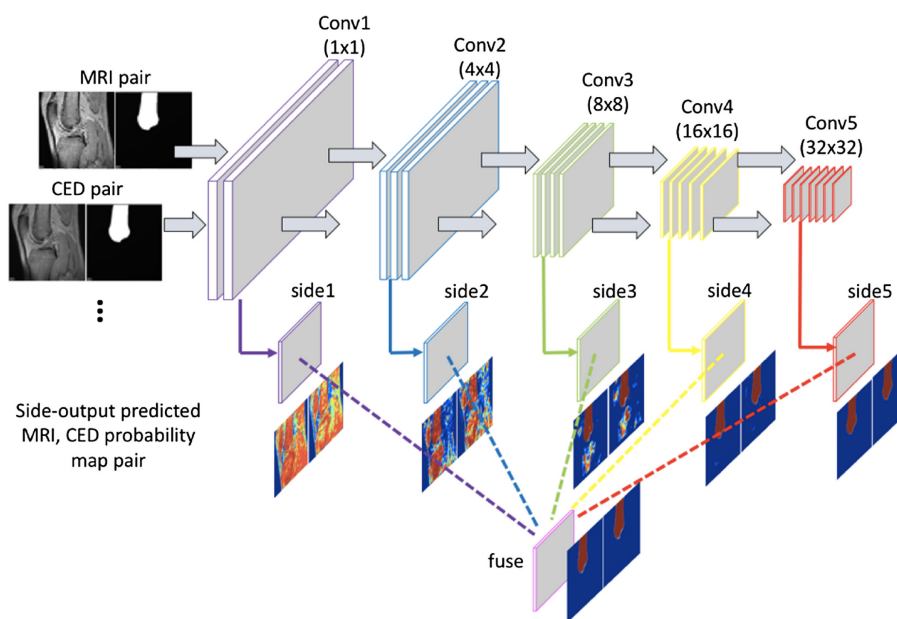 Conv1
(1x1)
Conv2
(4x4)
Conv3
(8x8)
Conv4
(16x16)
Conv5
(32x32)
MRI pair
CED pair
side1
side2
side3
side4
side5
Side-output predicted
MRI, CED probability
map pair
fuse